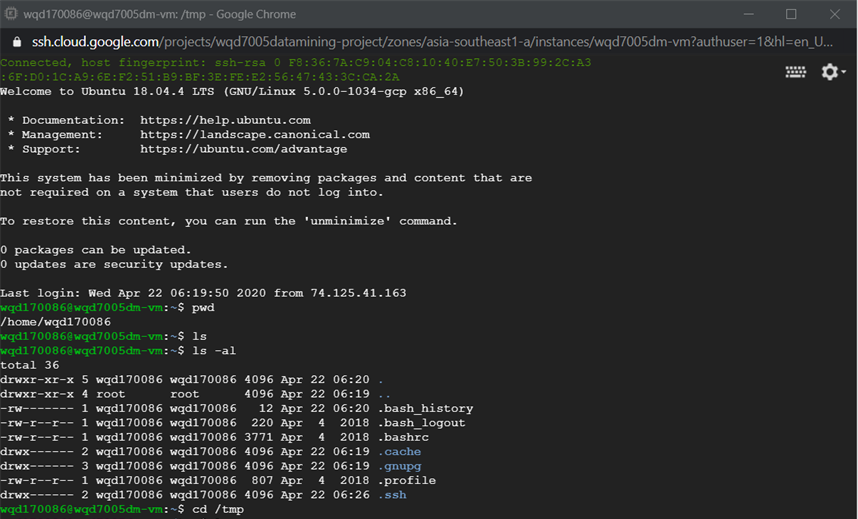 wqd170086@wqd7005dm-vm: /tmp - Google Chrome
ssh.cloud.google.com/projects/wqd7005datamining-project/zones/asia-southeast1-a/instances/wqd7005dm-vm?authuser=1&hl=en_U...
Connected, host fingerprint: ssh-rsa 0 F8:36:7A:C9:04:C8:10:40:E7:50:3B:99:2C:A3
:6F:D0:1C:A9:6E:F2:51:B9:BF:3E:FE:E2:56:47:43:3C:CA:2A
Welcome to Ubuntu 18.04.4 LTS (GNU/Linux 5.0.0-1034-gcp x86_64)
* Documentation:  https://help.ubuntu.com
* Management:     https://landscape.canonical.com
* Support:        https://ubuntu.com/advantage
This system has been minimized by removing packages and content that are
not required on a system that users do not log into.
To restore this content, you can run the 'unminimize' command.
0 packages can be updated.
0 updates are security updates.
Last login: Wed Apr 22 06:19:50 2020 from 74.125.41.163
wqd170086@wqd7005dm-vm:~$ pwd
/home/wqd170086
wqd170086@wqd7005dm-vm:~$ ls
wqd170086@wqd7005dm-vm:~$ ls -al
total 36
drwxr-xr-x 5 wqd170086 wqd170086 4096 Apr 22 06:20 .
drwxr-xr-x 4 root      root      4096 Apr 22 06:19 ..
-rw------- 1 wqd170086 wqd170086   12 Apr 22 06:20 .bash_history
-rw-r--r-- 1 wqd170086 wqd170086  220 Apr  4  2018 .bash_logout
-rw-r--r-- 1 wqd170086 wqd170086 3771 Apr  4  2018 .bashrc
drwx------ 2 wqd170086 wqd170086 4096 Apr 22 06:19 .cache
drwx------ 3 wqd170086 wqd170086 4096 Apr 22 06:19 .gnupg
-rw-r--r-- 1 wqd170086 wqd170086  807 Apr  4  2018 .profile
drwx------ 2 wqd170086 wqd170086 4096 Apr 22 06:26 .ssh
wqd170086@wqd7005dm-vm:~$ cd /tmp